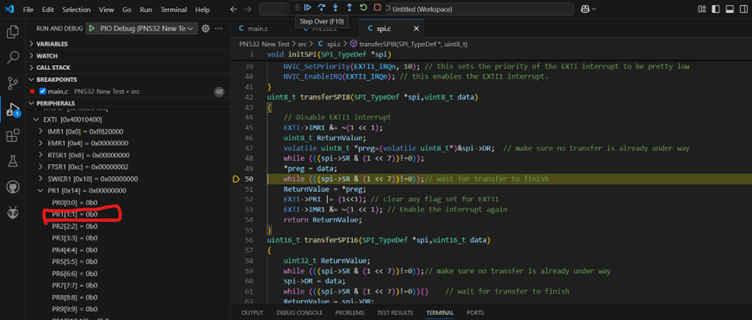 File Edit Selection View Go Run Terminal Help
Untitled (Workspace)
Step Over (F10)
RUN AND DEBUG PIO Debug (PN532 New Test)
main.c
spi.c
PN532 New Test > src > spi.c > transferSPI8(SPI_TypeDef *, uint8_t)
VARIABLES
WATCH
CALL STACK
BREAKPOINTS
main.c PN532 New Test • src 68
PERIPHERALS
EXTI [0x40010400]
IMR1 [0x0] = 0xff820000
EMR1 [0x4] = 0x00000000
RTSR1 [0x8] = 0x00000000
FTSR1 [0xc] = 0x00000002
SWIER1 [0x10] = 0x00000000
PR1 [0x14] = 0x00000000
PR0[0:0] = 0b0
PR1[1:1] = 0b0
PR2[2:2] = 0b0
PR3[3:3] = 0b0
PR4[4:4] = 0b0
PR5[5:5] = 0b0
PR6[6:6] = 0b0
PR7[7:7] = 0b0
PR8[8:8] = 0b0
PR9[9:9] = 0b0
3 void initSPI(SPI_TypeDef *spi)
39 NVIC_SetPriority(EXTI1_IRQn, 10); // this sets the priority of the EXTI interrupt to be pretty low
40 NVIC_EnableIRQ(EXTI1_IRQn); // this enables the EXTI1 interrupt.
41 }
42 uint8_t transferSPI8(SPI_TypeDef *spi,uint8_t data)
43 {
44 // Disable EXTI1 interrupt
45 EXTI->IMR1 &= ~(1 << 1);
46 uint8_t ReturnValue;
47 volatile uint8_t *preg=(volatile uint8_t*)&spi->DR; // make sure no transfer is already under way
48 while (((spi->SR & (1 << 7))!=0));
49 *preg = data;
50 while (((spi->SR & (1 << 7))!=0));// wait for transfer to finish
51 ReturnValue = *preg;
52 EXTI->PR1 |= (1<<1); // clear any flag set for EXTI1
53 EXTI->IMR1 &= ~(1 << 1); // Enable the interrupt again
54 return ReturnValue;
55 }
56 uint16_t transferSPI16(SPI_TypeDef *spi,uint16_t data)
57 {
58 uint32_t ReturnValue;
59 while (((spi->SR & (1 << 7))!=0));// make sure no transfer is already under way
60 spi->DR = data;
61 while (((spi->SR & (1 << 7))!=0)){} // wait for transfer to finish
62 ReturnValue = spi->DR;
OUTPUT DEBUG CONSOLE PROBLEMS TEST RESULTS TERMINAL PORTS MEMORY